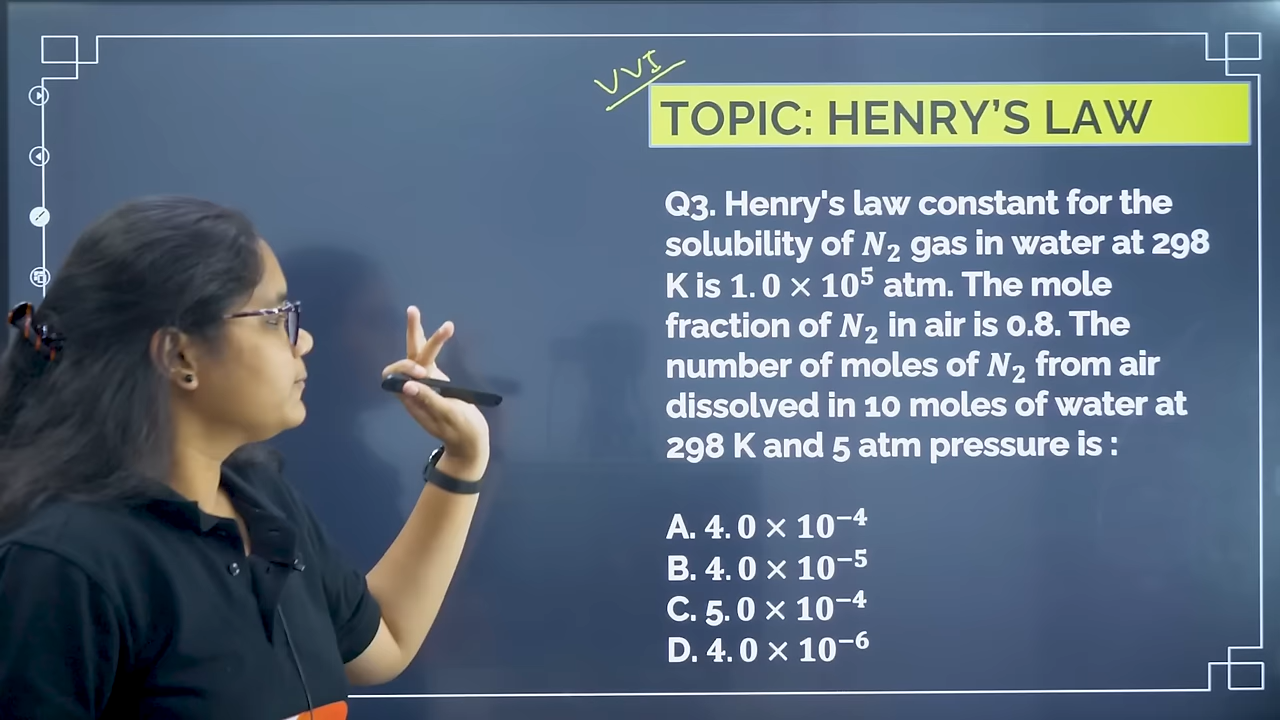 VVI
TOPIC: HENRY'S LAW
Q3. Henry's law constant for the
solubility of N₂ gas in water at 298
K is 1.0 × 10⁵ atm. The mole
fraction of N₂ in air is 0.8. The
number of moles of N₂ from air
dissolved in 10 moles of water at
298 K and 5 atm pressure is :
A. 4.0 × 10⁻⁴
B. 4.0 × 10⁻⁵
C. 5.0 × 10⁻⁴
D. 4.0 × 10⁻⁶